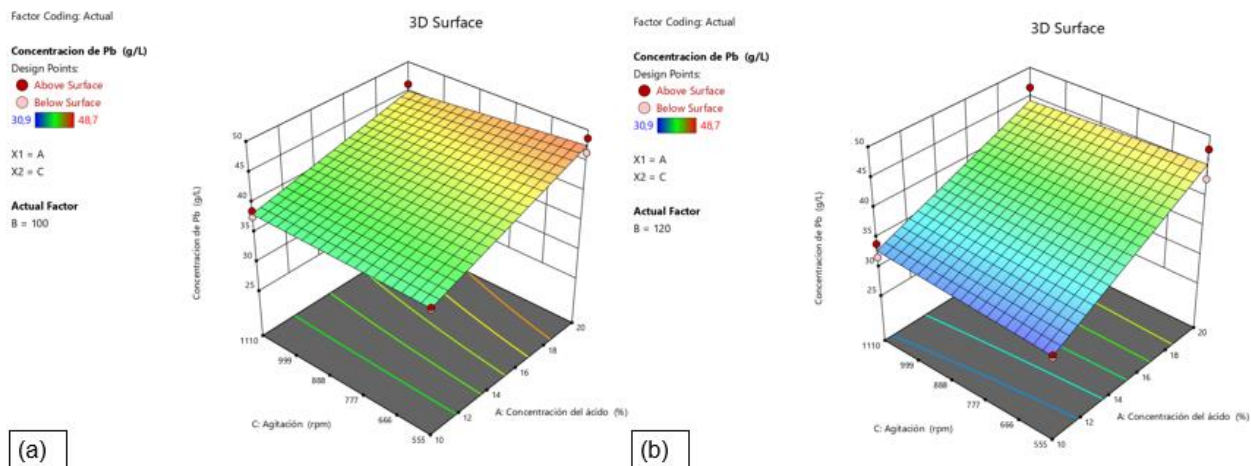 Factor Coding: Actual
3D Surface
Concentracion de Pb (g/L)
Design Points:
Above Surface
Below Surface
30,9 48,7
X1 = A
X2 = C
Actual Factor
B = 100
50
45
40
35
30
25
Concentracion de Pb (g/L)
1110
999
888
777
666
555
C: Agitación (rpm)
10
12
14
16
18
20
A: Concentración del ácido (%)
(a)
Factor Coding: Actual
3D Surface
Concentracion de Pb (g/L)
Design Points:
Above Surface
Below Surface
30,9 48,7
X1 = A
X2 = C
Actual Factor
B = 120
50
45
40
35
30
25
Concentracion de Pb (g/L)
1110
999
888
777
666
555
C: Agitación (rpm)
10
12
14
16
18
20
A: Concentración del ácido (%)
(b)